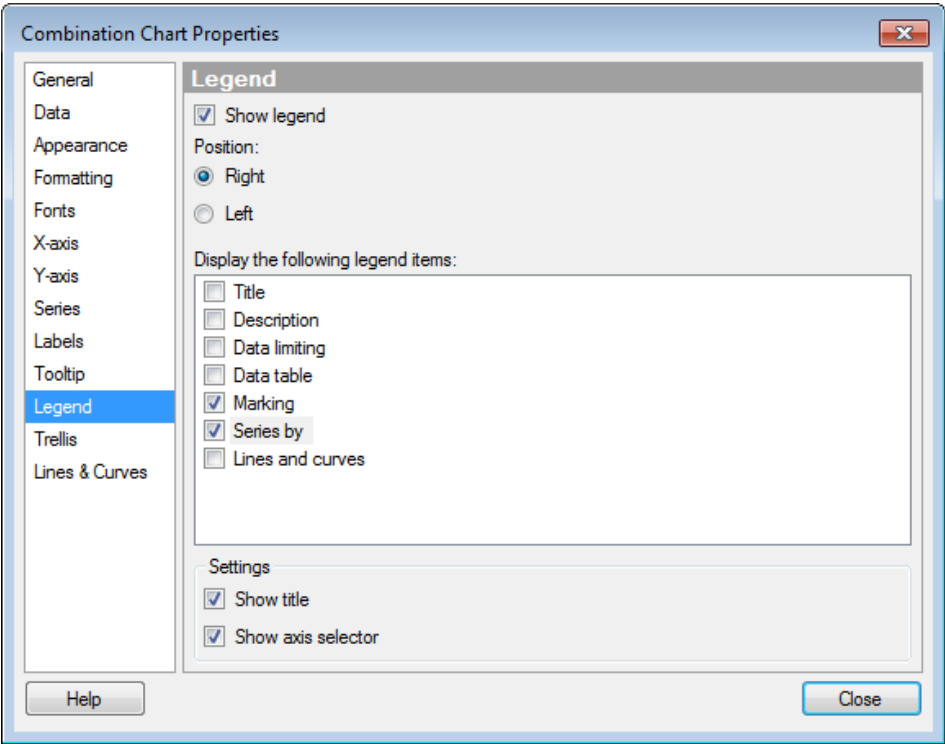 Combination Chart Properties
General
Data
Appearance
Formatting
Fonts
X-axis
Y-axis
Series
Labels
Tooltip
Legend
Trellis
Lines & Curves
Legend
Show legend
Position:
Right
Left
Display the following legend items:
Title
Description
Data limiting
Data table
Marking
Series by
Lines and curves
Settings
Show title
Show axis selector
Help
Close